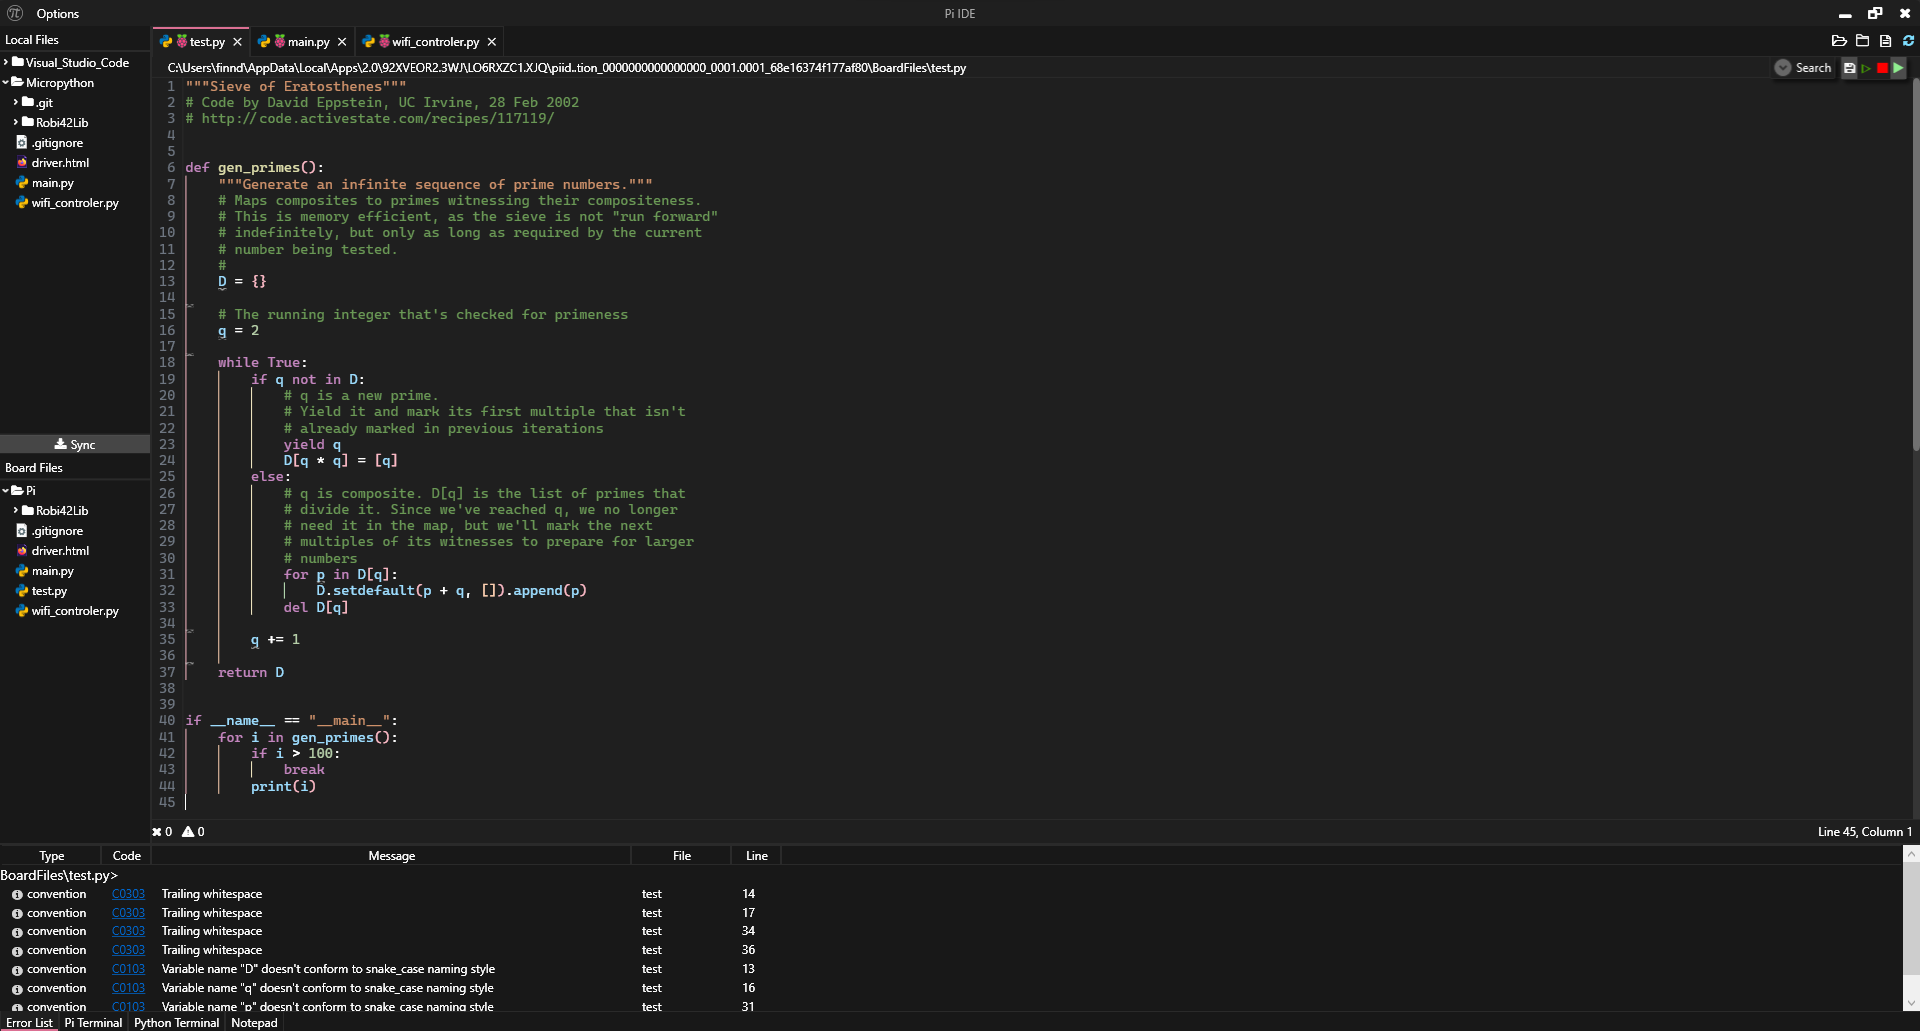 Options
Pi IDE
Local Files
Visual_Studio_Code
Micropython
.git
Robi42Lib
.gitignore
driver.html
main.py
wifi_controler.py
Sync
Board Files
Pi
Robi42Lib
.gitignore
driver.html
main.py
test.py
wifi_controler.py
test.py main.py wifi_controler.py
C:\Users\finnd\AppData\Local\Apps\2.0\92XVEOR2.3WJ\LO6RXZC1.XJQ\piid..tion_0000000000000000_0001.0001_68e16374f177af80\BoardFiles\test.py
Search
1 """Sieve of Eratosthenes"""
2 # Code by David Eppstein, UC Irvine, 28 Feb 2002
3 # http://code.activestate.com/recipes/117119/
4
5
6 def gen_primes():
7 """Generate an infinite sequence of prime numbers."""
8 # Maps composites to primes witnessing their compositeness.
9 # This is memory efficient, as the sieve is not "run forward"
10 # indefinitely, but only as long as required by the current
11 # number being tested.
12 #
13 D = {}
14
15 # The running integer that's checked for primeness
16 q = 2
17
18 while True:
19 if q not in D:
20 # q is a new prime.
21 # Yield it and mark its first multiple that isn't
22 # already marked in previous iterations
23 yield q
24 D[q * q] = [q]
25 else:
26 # q is composite. D[q] is the list of primes that
27 # divide it. Since we've reached q, we no longer
28 # need it in the map, but we'll mark the next
29 # multiples of its witnesses to prepare for larger
30 # numbers
31 for p in D[q]:
32 D.setdefault(p + q, []).append(p)
33 del D[q]
34
35 q += 1
36
37 return D
38
39
40 if __name__ == "__main__":
41 for i in gen_primes():
42 if i > 100:
43 break
44 print(i)
45
0 0
Line 45, Column 1
Type Code Message File Line
BoardFiles\test.py>
convention C0303 Trailing whitespace test 14
convention C0303 Trailing whitespace test 17
convention C0303 Trailing whitespace test 34
convention C0303 Trailing whitespace test 36
convention C0103 Variable name "D" doesn't conform to snake_case naming style test 13
convention C0103 Variable name "q" doesn't conform to snake_case naming style test 16
convention C0103 Variable name "p" doesn't conform to snake_case naming style test 31
Error List Pi Terminal Python Terminal Notepad